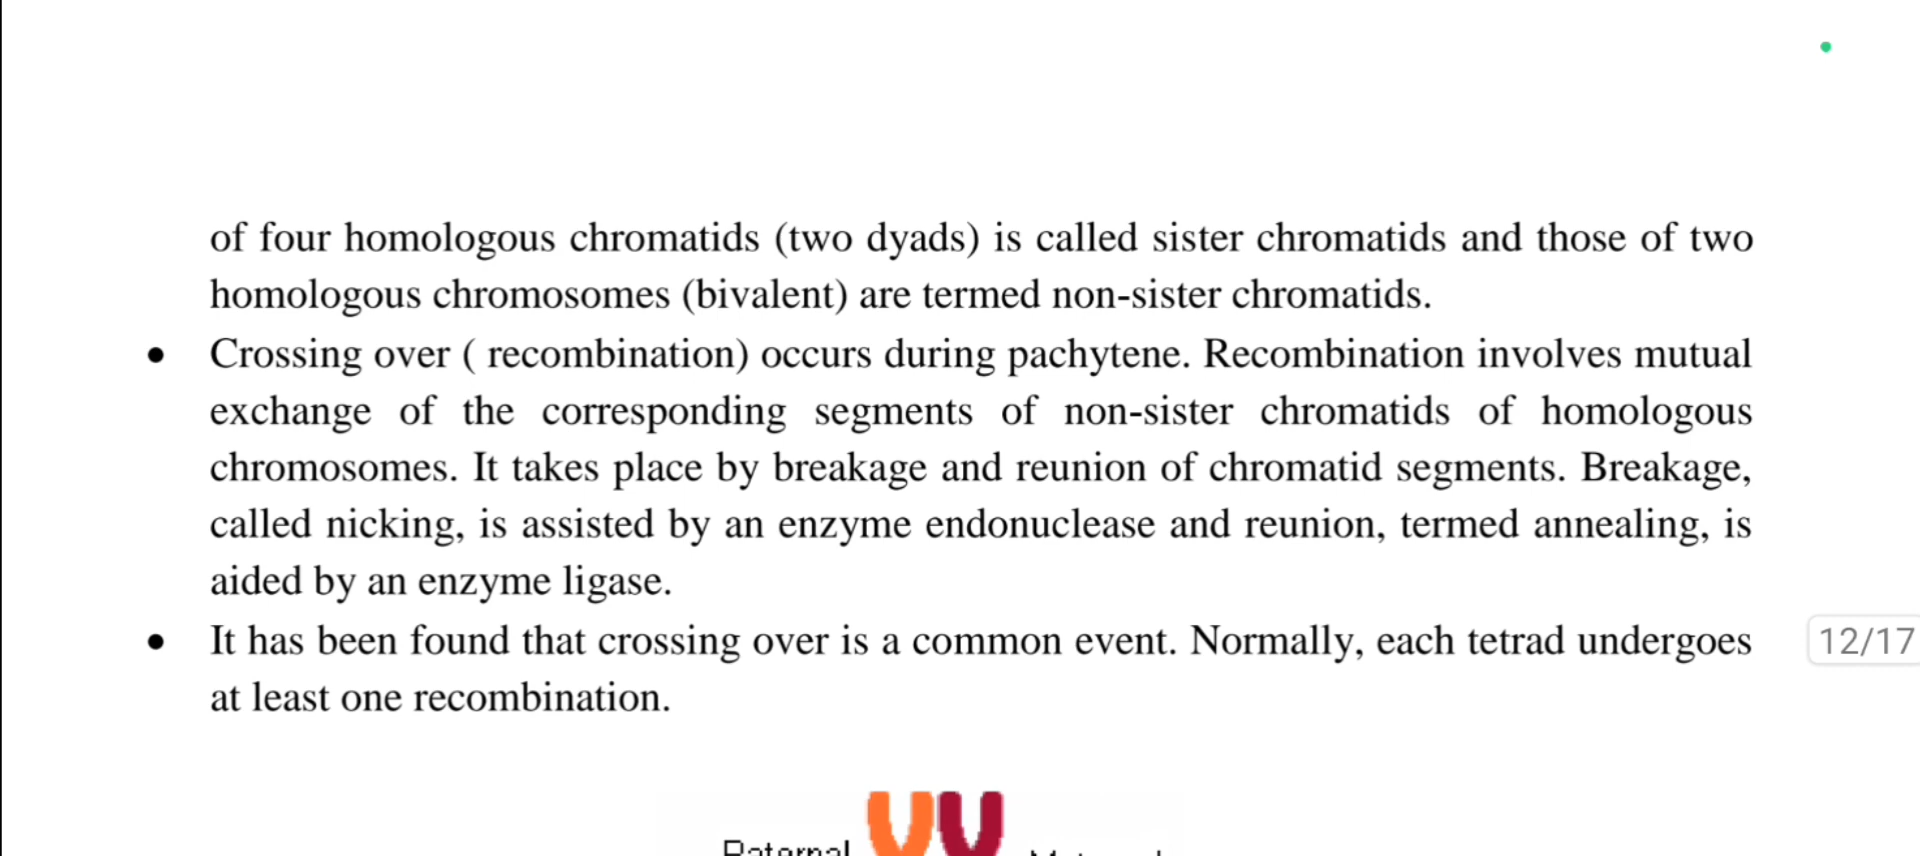 of four homologous chromatids (two dyads) is called sister chromatids and those of two
homologous chromosomes (bivalent) are termed non-sister chromatids.
• Crossing over ( recombination) occurs during pachytene. Recombination involves mutual
exchange of the corresponding segments of non-sister chromatids of homologous
chromosomes. It takes place by breakage and reunion of chromatid segments. Breakage,
called nicking, is assisted by an enzyme endonuclease and reunion, termed annealing, is
aided by an enzyme ligase.
• It has been found that crossing over is a common event. Normally, each tetrad undergoes
at least one recombination.
12/17
Paternal